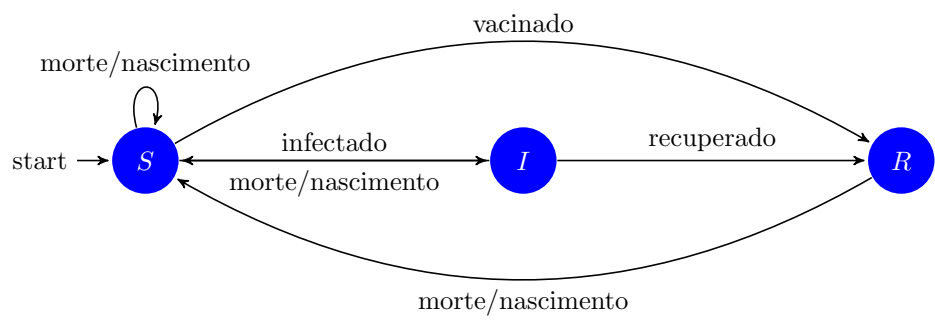 vacinado
morte/nascimento
infectado
recuperado
start
S
I
R
morte/nascimento
morte/nascimento